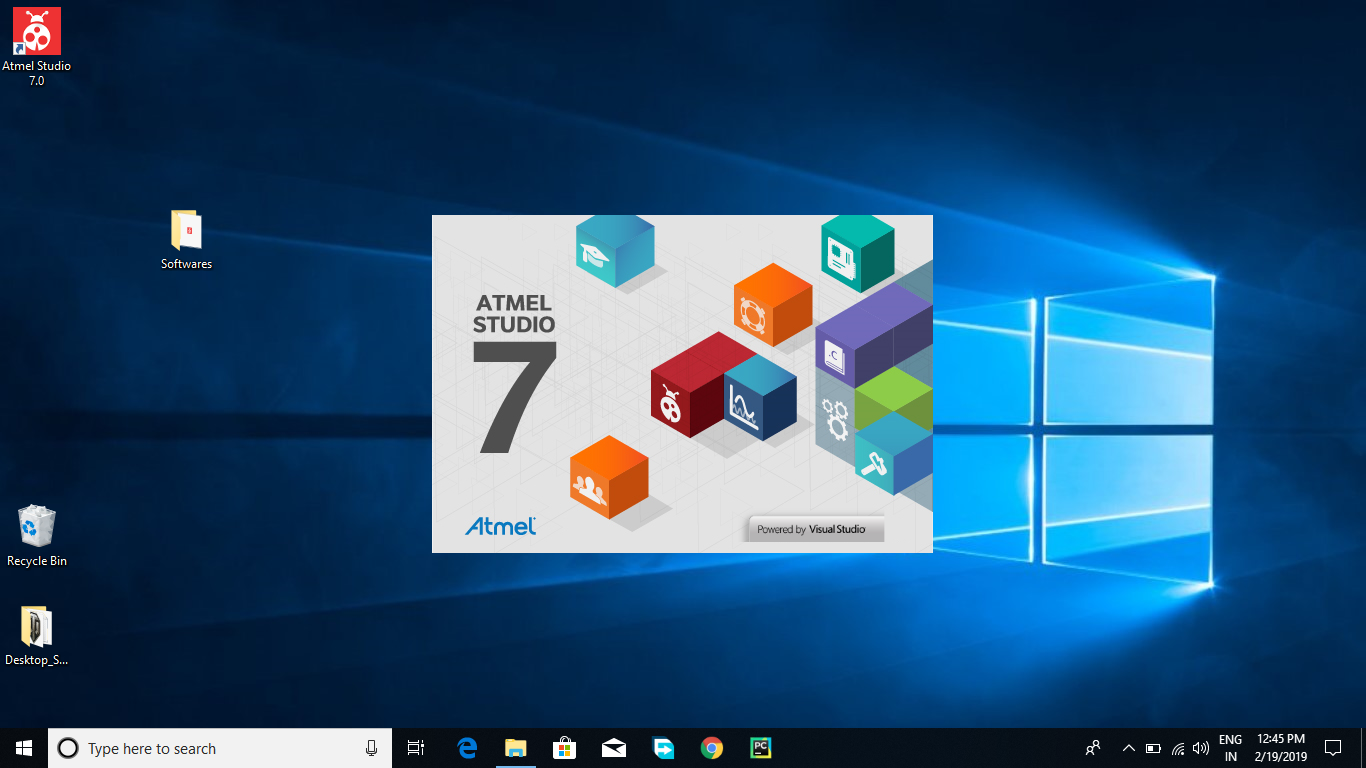 Atmel Studio
7.0
Softwares
ATMEL
STUDIO
7
.C
Atmel
Powered by Visual Studio
Recycle Bin
Desktop_S...
Type here to search
PC
ENG
IN
12:45 PM
2/19/2019